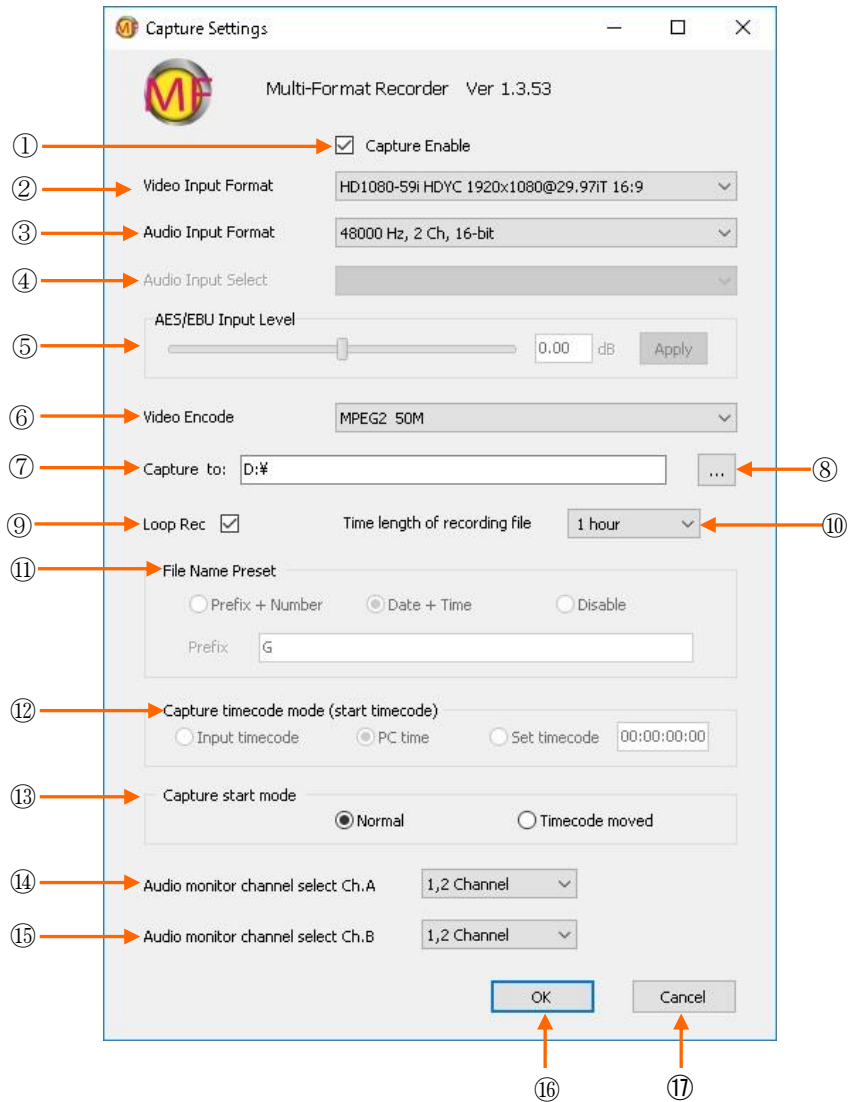 Capture Settings
MF
Multi-Format Recorder Ver 1.3.53
① Capture Enable
② Video Input Format HD1080-59i HDYC 1920x1080@29.97iT 16:9
③ Audio Input Format 48000 Hz, 2 Ch, 16-bit
④ Audio Input Select
AES/EBU Input Level
⑤ 0.00 dB Apply
⑥ Video Encode MPEG2 50M
⑦ Capture to: D:¥ ... ⑧
⑨ Loop Rec Time length of recording file 1 hour ⑩
⑪ File Name Preset
Prefix + Number Date + Time Disable
Prefix G
⑫ Capture timecode mode (start timecode)
Input timecode PC time Set timecode 00:00:00:00
⑬ Capture start mode
Normal Timecode moved
⑭ Audio monitor channel select Ch.A 1,2 Channel
⑮ Audio monitor channel select Ch.B 1,2 Channel
OK Cancel
⑯ ⑰